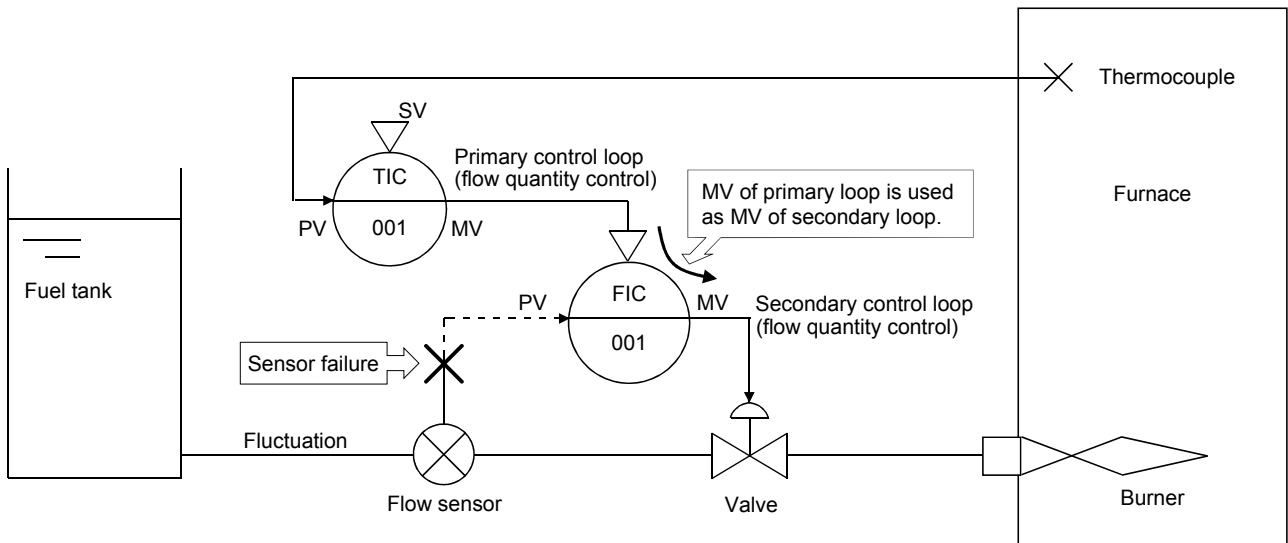 Thermocouple
SV
TIC
001
PV
MV
Primary control loop
(flow quantity control)
MV of primary loop is used
as MV of secondary loop.
Furnace
Fuel tank
PV
FIC
001
MV
Secondary control loop
(flow quantity control)
Sensor failure
Fluctuation
Flow sensor
Valve
Burner